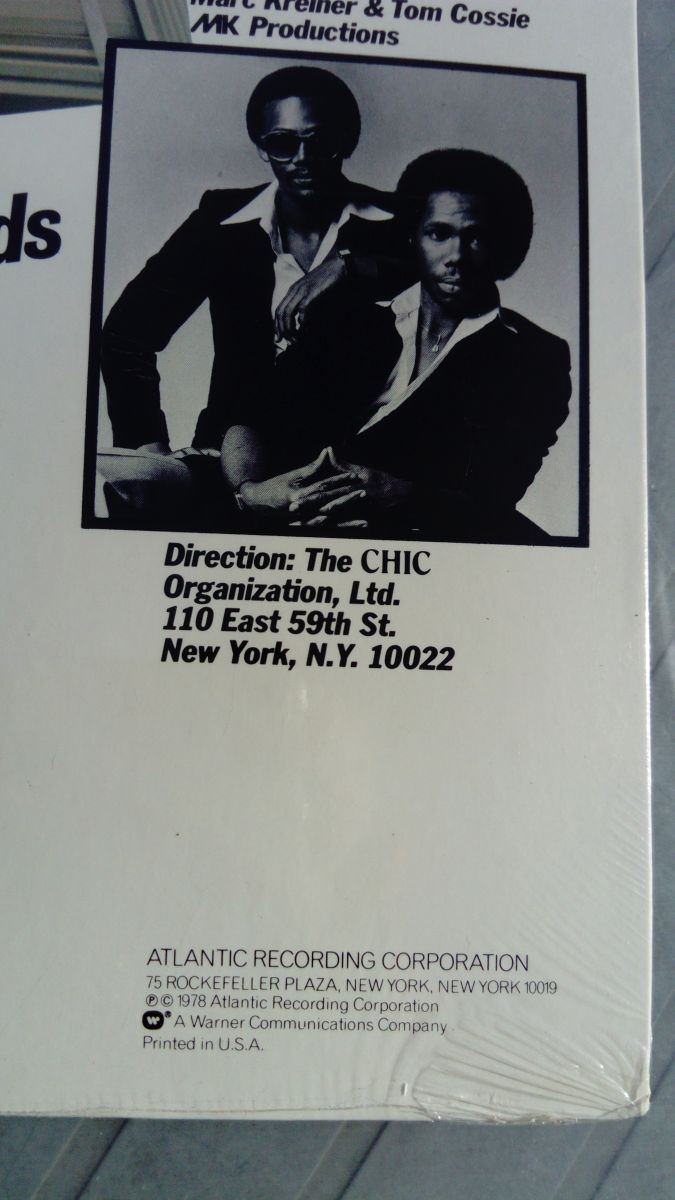 Marc Kreiner & Tom Cossie
MK Productions
ds
Direction: The CHIC
Organization, Ltd.
110 East 59th St.
New York, N.Y. 10022
ATLANTIC RECORDING CORPORATION
75 ROCKEFELLER PLAZA, NEW YORK, NEW YORK 10019
℗ © 1978 Atlantic Recording Corporation
W ® A Warner Communications Company
Printed in U.S.A.